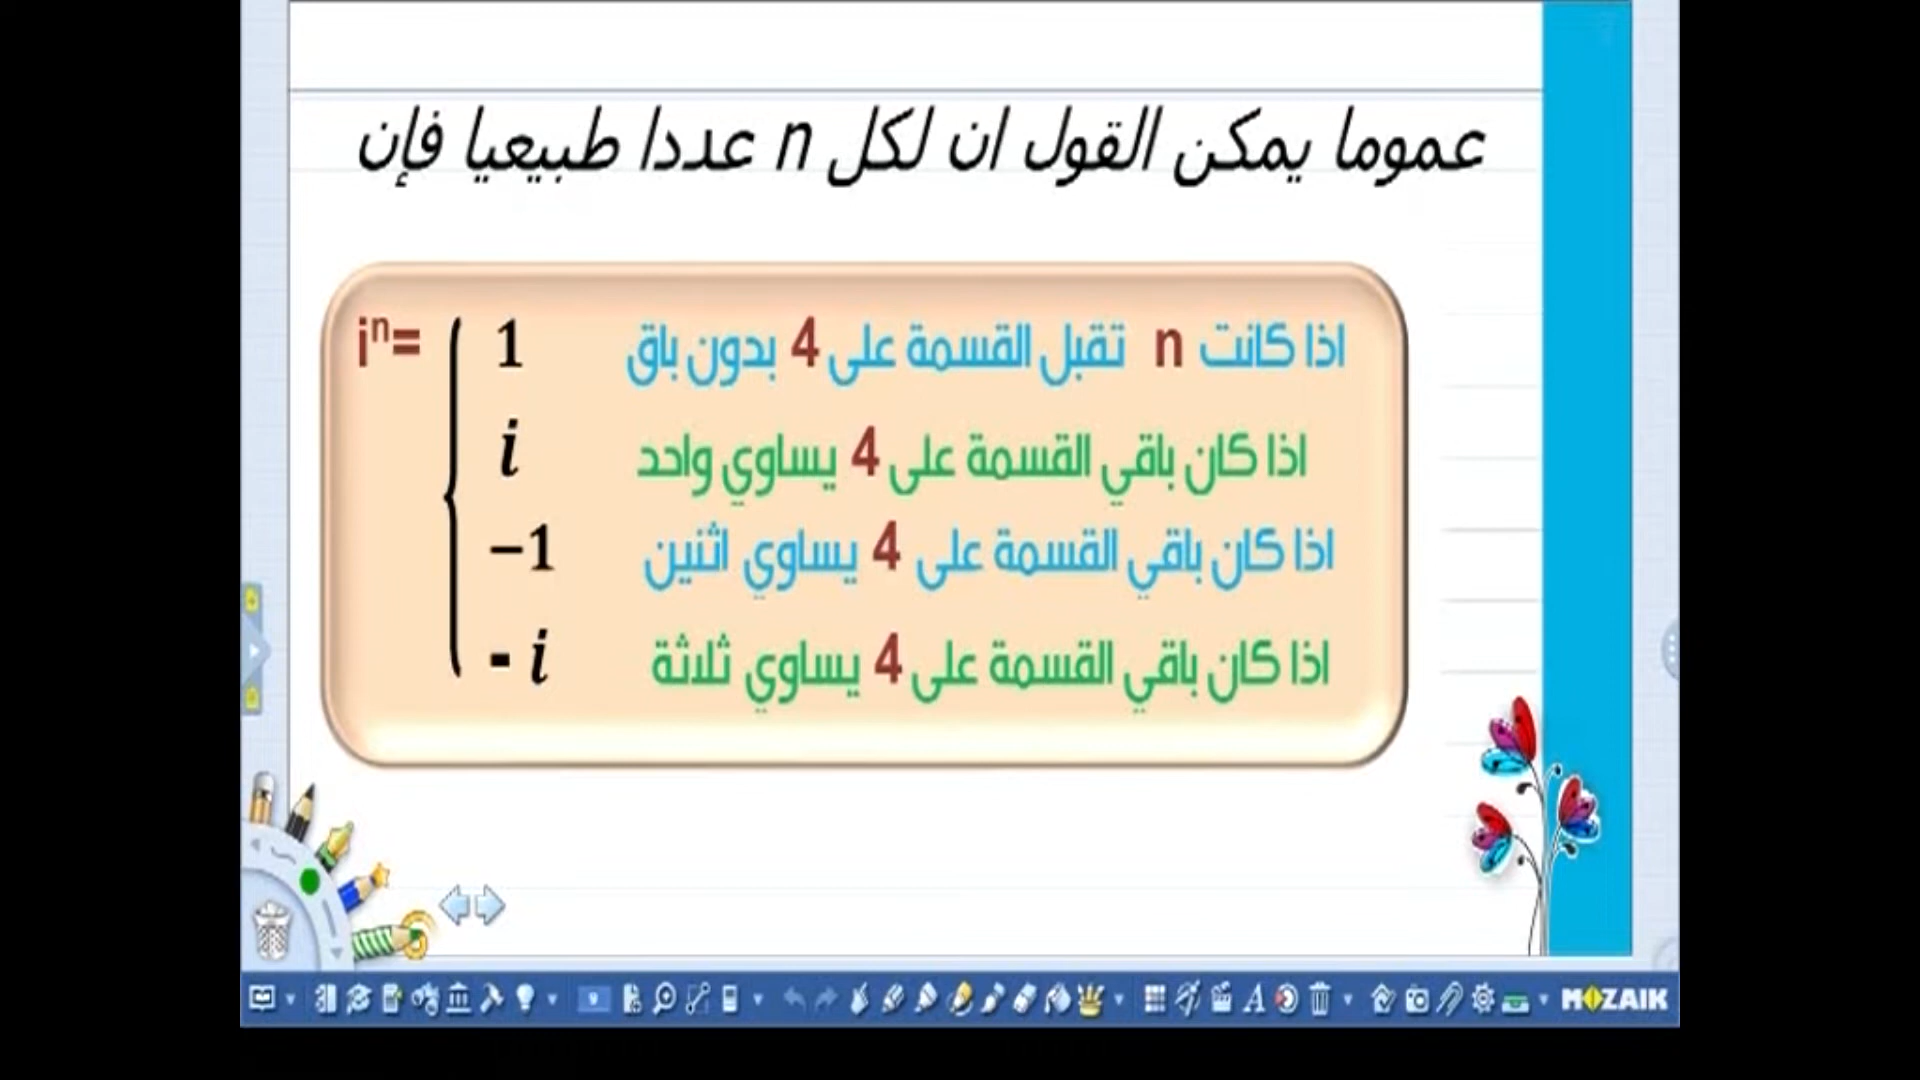 عموما يمكن القول ان لكل n عددا طبيعيا فإن
iⁿ= 1 اذا كانت n تقبل القسمة على 4 بدون باق
i اذا كان باقي القسمة على 4 يساوي واحد
−1 اذا كان باقي القسمة على 4 يساوي اثنين
- i اذا كان باقي القسمة على 4 يساوي ثلاثة
9 A MOZAIK